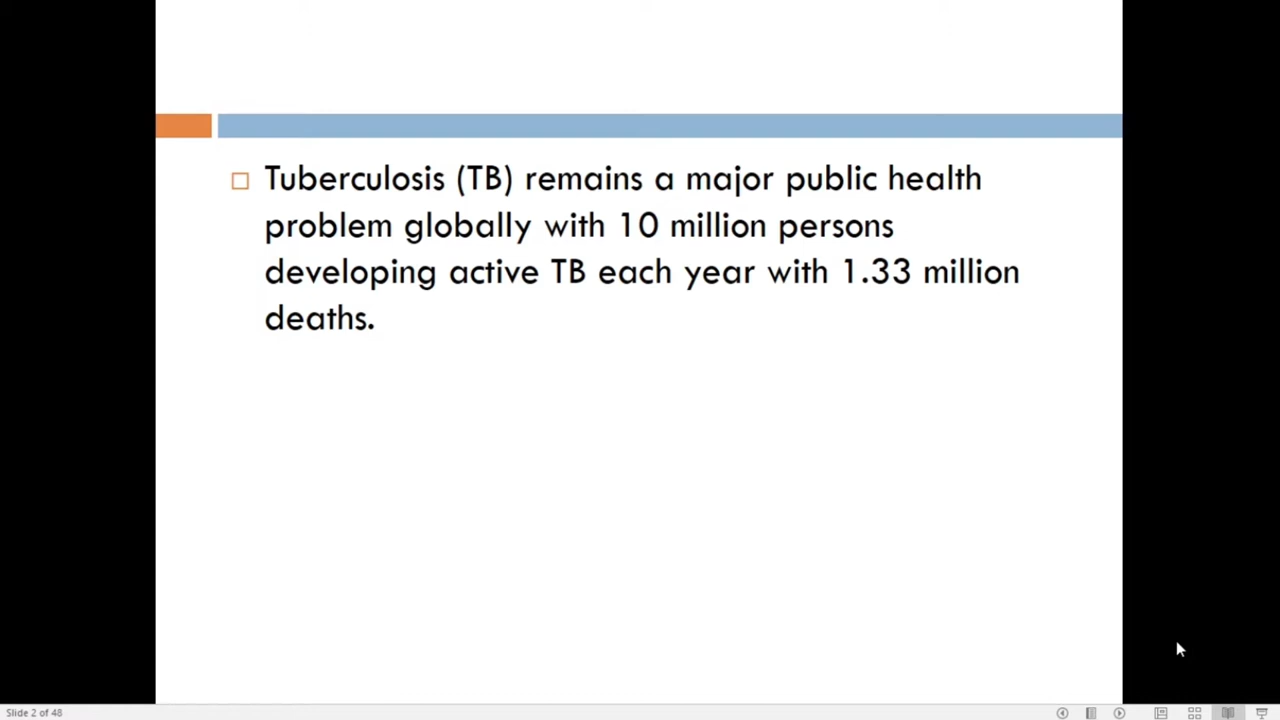 Tuberculosis (TB) remains a major public health
problem globally with 10 million persons
developing active TB each year with 1.33 million
deaths.
Slide 2 of 48